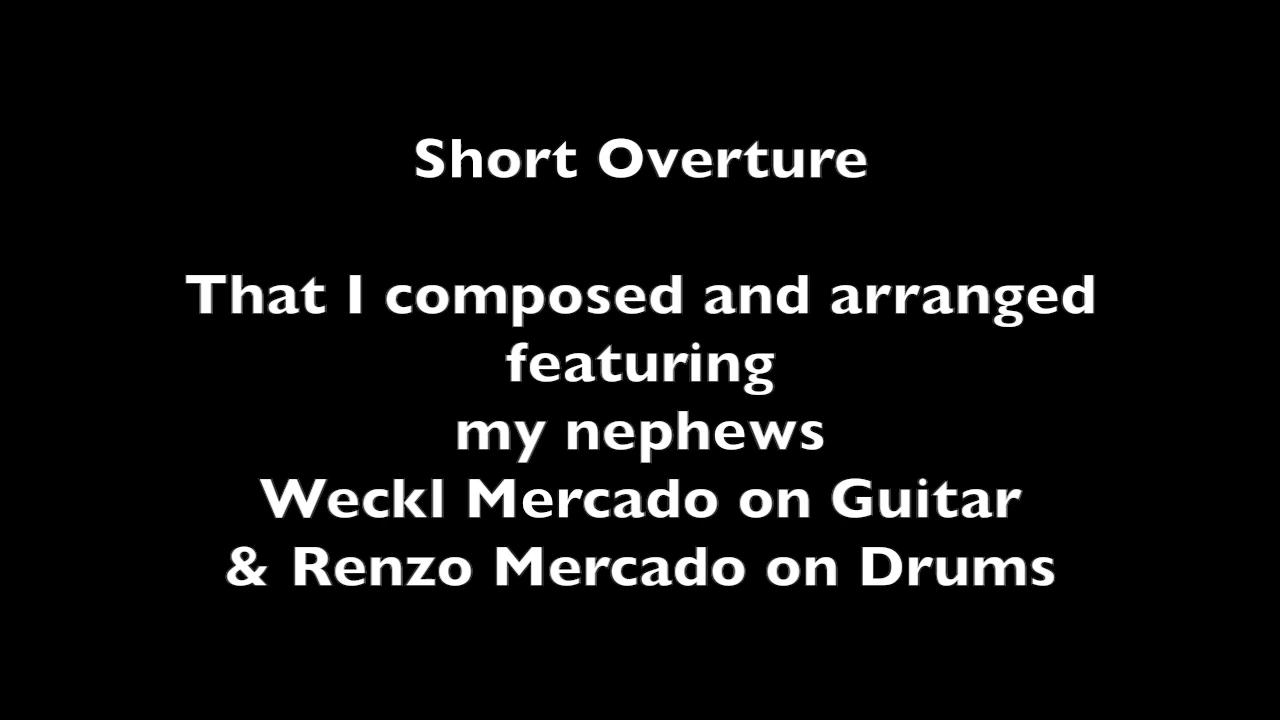 Short Overture
That I composed and arranged
featuring
my nephews
Weckl Mercado on Guitar
& Renzo Mercado on Drums